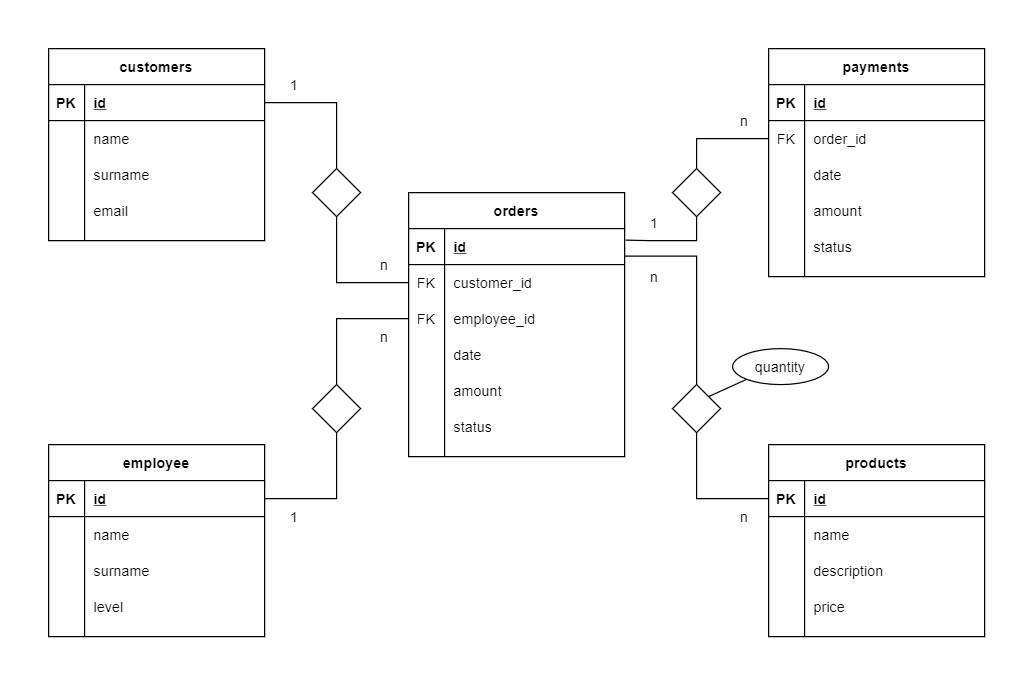 customers
PK id
name
surname
email
1
n
orders
PK id
FK customer_id
FK employee_id
date
amount
status
n
1
employee
PK id
name
surname
level
payments
PK id
FK order_id
date
amount
status
n
1
n
quantity
n
products
PK id
name
description
price